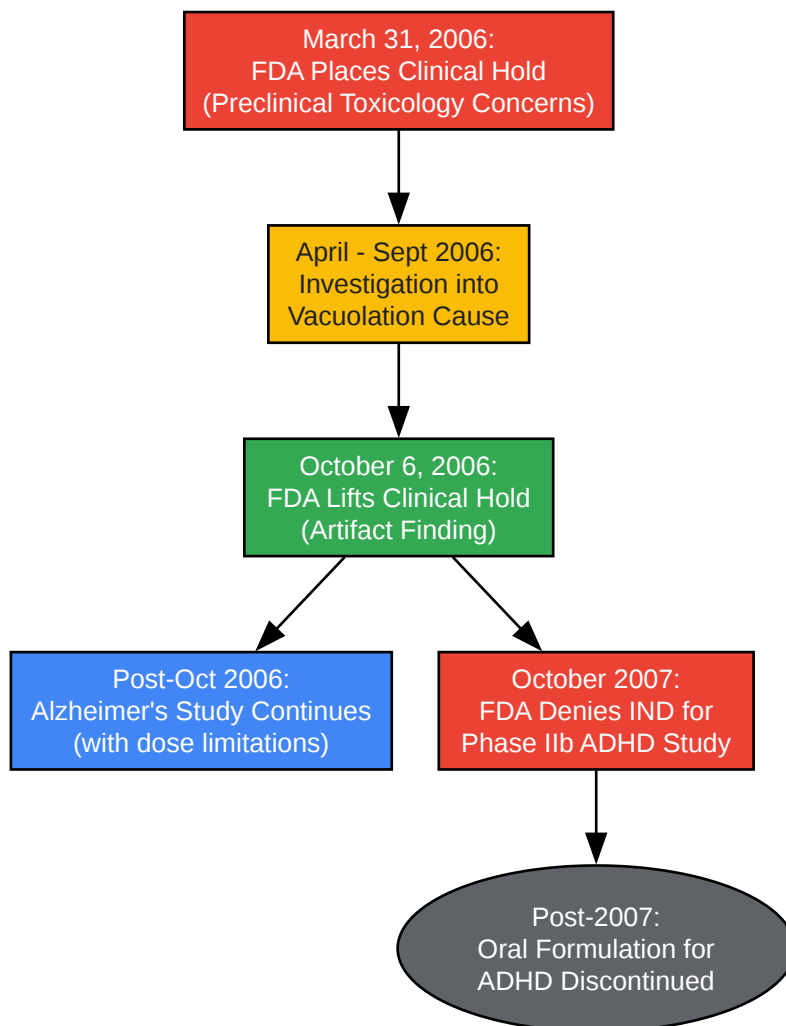 March 31, 2006:
FDA Places Clinical Hold
(Preclinical Toxicology Concerns)
April - Sept 2006:
Investigation into
Vacuolation Cause
October 6, 2006:
FDA Lifts Clinical Hold
(Artifact Finding)
Post-Oct 2006:
Alzheimer's Study Continues
(with dose limitations)
October 2007:
FDA Denies IND for
Phase IIb ADHD Study
Post-2007:
Oral Formulation for
ADHD Discontinued